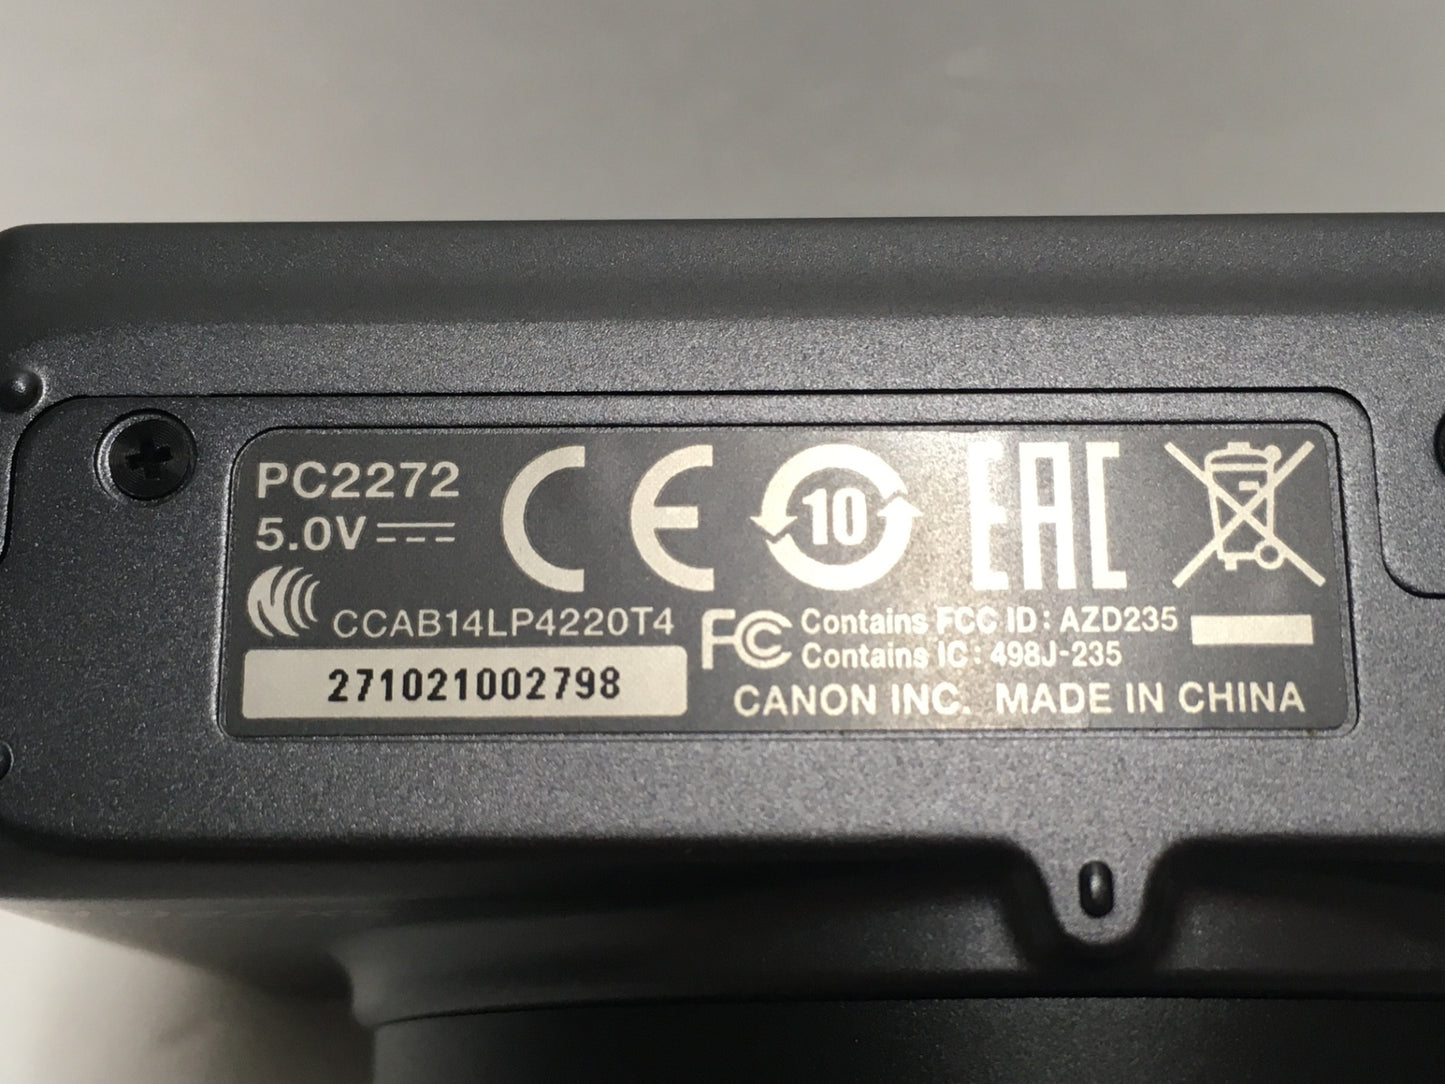 PC2272
5.0V
CE
10
EAC
CCAB14LP4220T4
271021002798
FC
Contains FCC ID: AZD235
Contains IC: 498J-235
CANON INC. MADE IN CHINA